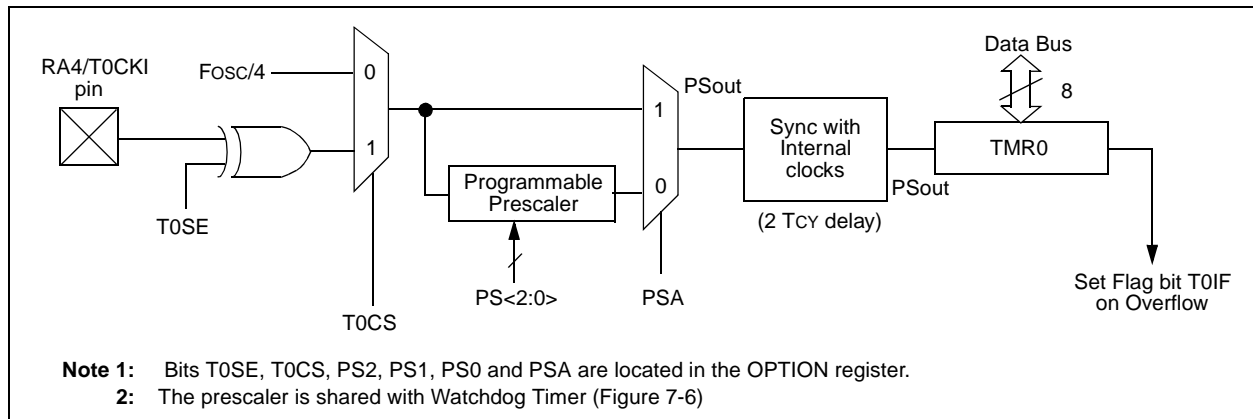 Data Bus
8
RA4/T0CKI
pin
FOSC/4
0
1
T0SE
T0CS
Programmable
Prescaler
PS<2:0>
1
0
PSA
PSout
Sync with
Internal
clocks
(2 TCY delay)
PSout
TMR0
Set Flag bit T0IF
on Overflow
Note 1: Bits T0SE, T0CS, PS2, PS1, PS0 and PSA are located in the OPTION register.
2: The prescaler is shared with Watchdog Timer (Figure 7-6)